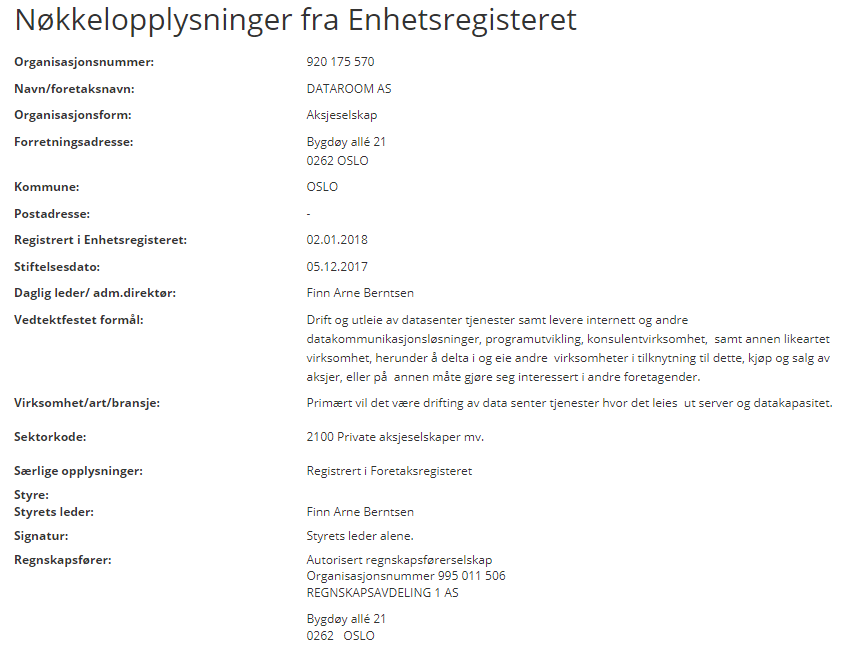 Nøkkelopplysninger fra Enhetsregisteret
Organisasjonsnummer: 920 175 570
Navn/foretaksnavn: DATAROOM AS
Organisasjonsform: Aksjeselskap
Forretningsadresse: Bygdøy allé 21
0262 OSLO
Kommune: OSLO
Postadresse: -
Registrert i Enhetsregisteret: 02.01.2018
Stiftelsesdato: 05.12.2017
Daglig leder/ adm.direktør: Finn Arne Berntsen
Vedtektfestet formål: Drift og utleie av datasenter tjenester samt levere internett og andre
datakommunikasjonsløsninger, programutvikling, konsulentvirksomhet, samt annen likeartet
virksomhet, herunder å delta i og eie andre virksomheter i tilknytning til dette, kjøp og salg av
aksjer, eller på annen måte gjøre seg interessert i andre foretagender.
Virksomhet/art/bransje: Primært vil det være drifting av data senter tjenester hvor det leies ut server og datakapasitet.
Sektorkode: 2100 Private aksjeselskaper mv.
Særlige opplysninger: Registrert i Foretaksregisteret
Styre:
Styrets leder: Finn Arne Berntsen
Signatur: Styrets leder alene.
Regnskapsfører: Autorisert regnskapsførerselskap
Organisasjonsnummer 995 011 506
REGNSKAPSAVDELING 1 AS
Bygdøy allé 21
0262 OSLO